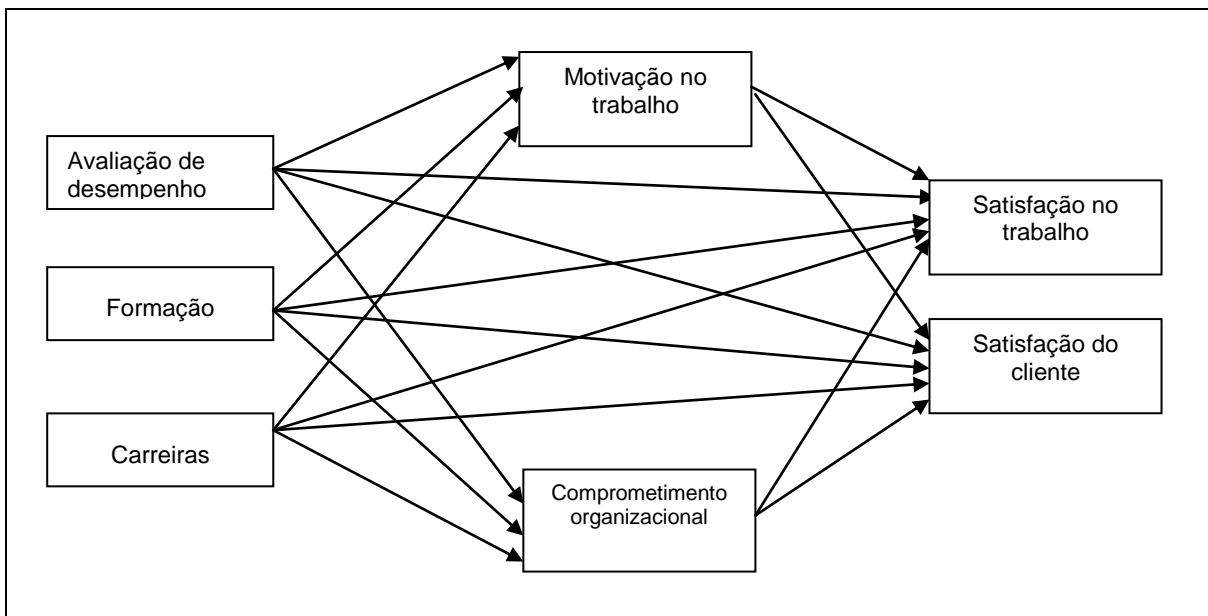 Avaliação de
desempenho
Formação
Carreiras
Motivação no
trabalho
Comprometimento
organizacional
Satisfação no
trabalho
Satisfação do
cliente